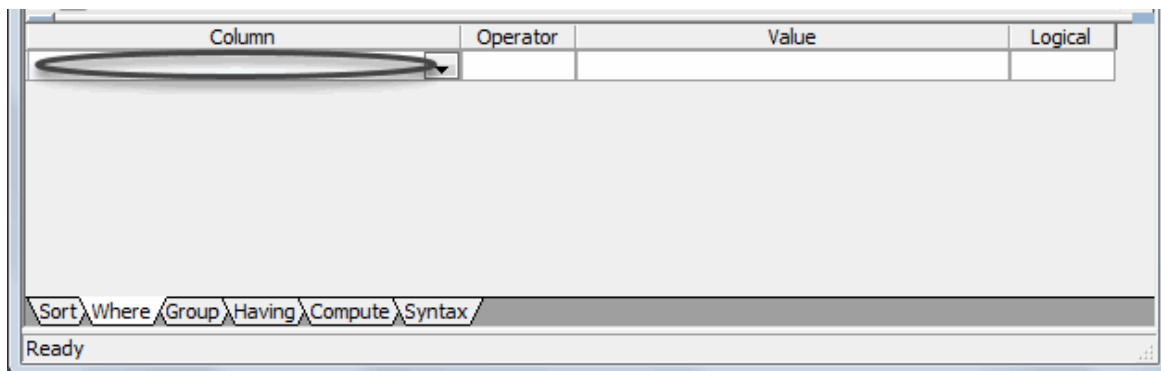 Column Operator Value Logical
Sort Where Group Having Compute Syntax
Ready